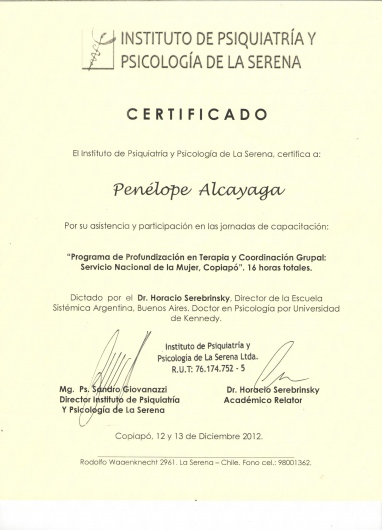 INSTITUTO DE PSIQUIATRÍA Y
PSICOLOGÍA DE LA SERENA
CERTIFICADO
El Instituto de Psiquiatría y Psicología de La Serena, certifica a:
Penélope Alcayaga
Por su asistencia y participación en las jornadas de capacitación:
“Programa de Profundización en Terapia y Coordinación Grupal:
Servicio Nacional de la Mujer, Copiapó”. 16 horas totales.
Dictado por el Dr. Horacio Serebrinsky, Director de la Escuela
Sistémica Argentina, Buenos Aires. Doctor en Psicología por Universidad
de Kennedy.
Instituto de Psiquiatría y
Psicología de La Serena Ltda.
R.U.T: 76.174.752 - 5
Mg. Ps. Sandro Giovanazzi
Director Instituto de Psiquiatría
Y Psicología de La Serena
Dr. Horacio Serebrinsky
Académico Relator
Copiapó, 12 y 13 de Diciembre 2012.
Rodolfo Wagenknecht 2961. La Serena – Chile. Fono cel.: 98001362.